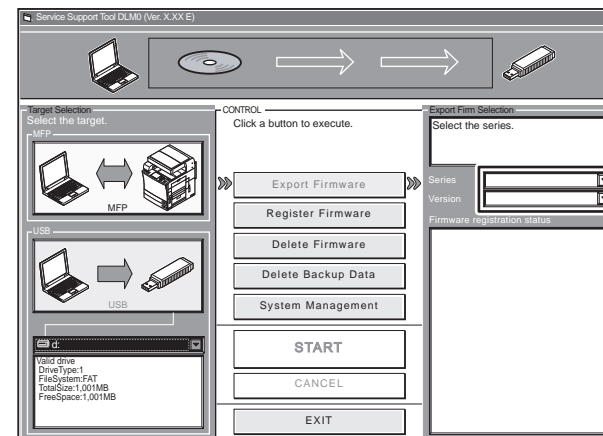 Service Support Tool DLM0 (Ver. X.XX E)
Target Selection
Select the target.
MFP
MFP
USB
USB
d:
Valid drive
DriveType:1
FileSystem:FAT
TotalSize:1,001MB
FreeSpace:1,001MB
CONTROL
Click a button to execute.
Export Firmware
Register Firmware
Delete Firmware
Delete Backup Data
System Management
START
CANCEL
EXIT
Export Firm Selection
Select the series.
Series
Version
Firmware registration status